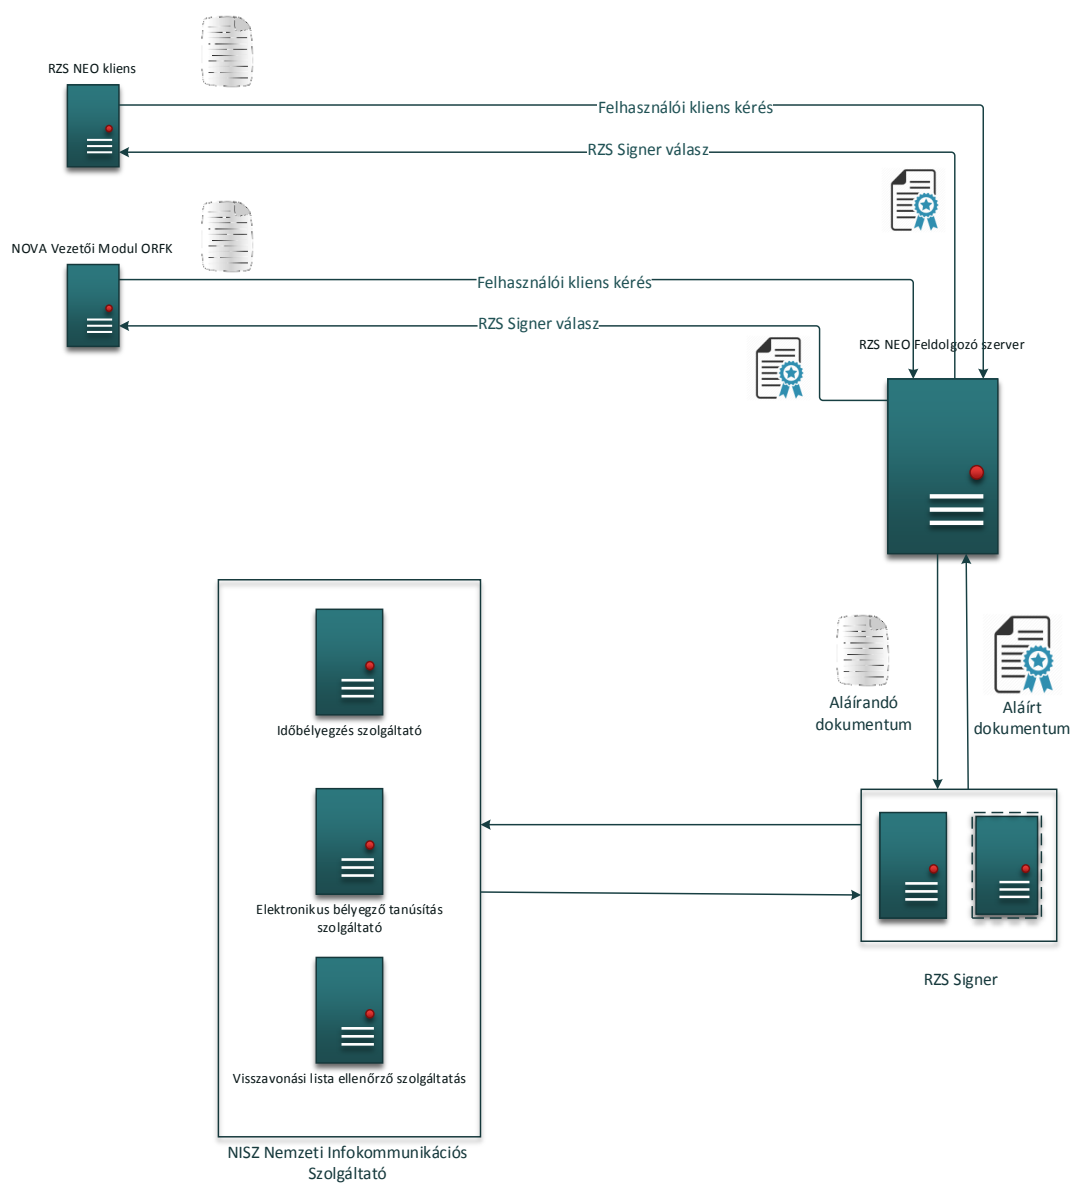 RZS NEO kliens
Felhasználói kliens kérés
RZS Signer válasz
NOVA Vezetői Modul ORFK
Felhasználói kliens kérés
RZS Signer válasz
RZS NEO Feldolgozó szerver
Aláírandó
dokumentum
Aláírt
dokumentum
Időbélyegzés szolgáltató
Elektronikus bélyegző tanúsítás
szolgáltató
RZS Signer
Visszavonási lista ellenőrző szolgáltatás
NISZ Nemzeti Infokommunikációs
Szolgáltató